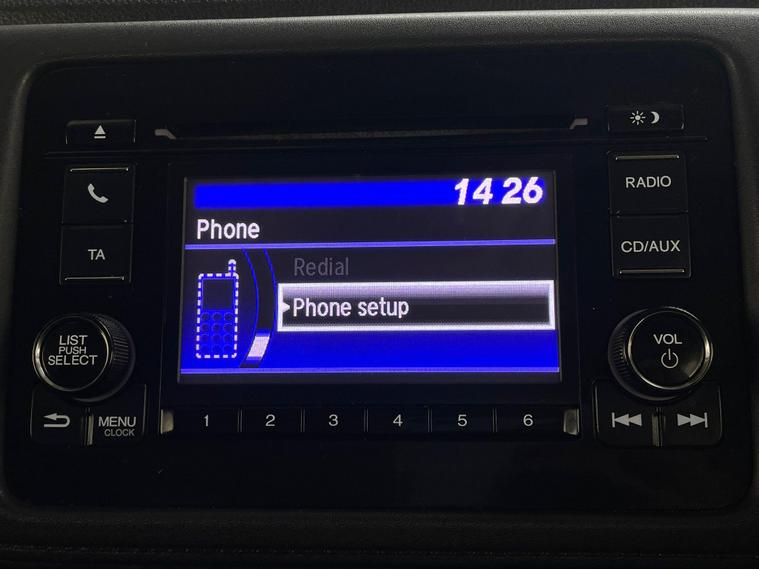 14 26
Phone
Redial
Phone setup
TA
LIST
PUSH
SELECT
MENU
CLOCK
1 2 3 4 5 6
RADIO
CD/AUX
VOL